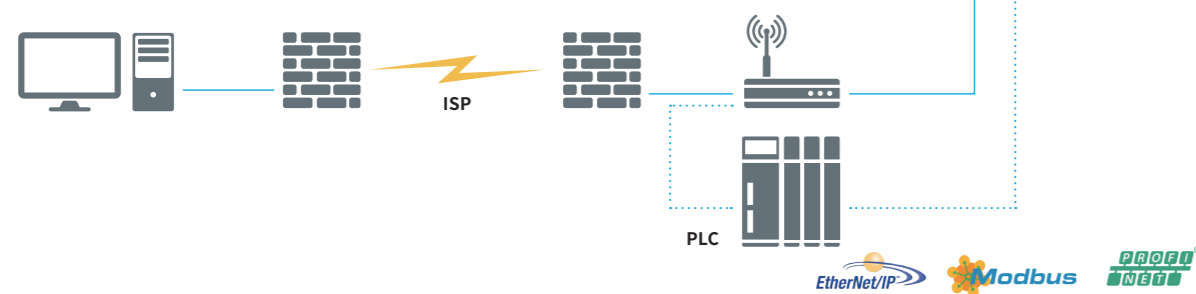 ISP
PLC
EtherNet/IP
Modbus
PROFI
NET